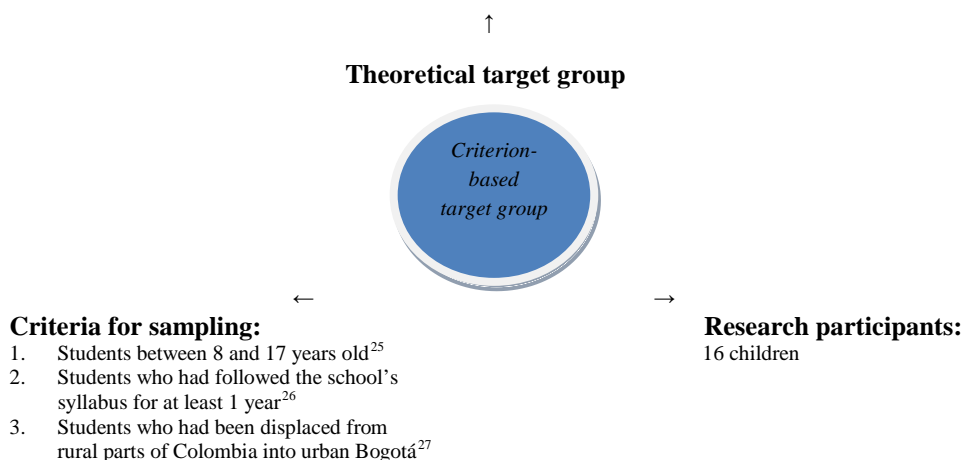 ↑
Theoretical target group
Criterion-
based
target group
← →
Criteria for sampling:
1. Students between 8 and 17 years old25
2. Students who had followed the school's
syllabus for at least 1 year26
3. Students who had been displaced from
rural parts of Colombia into urban Bogotá27
Research participants:
16 children